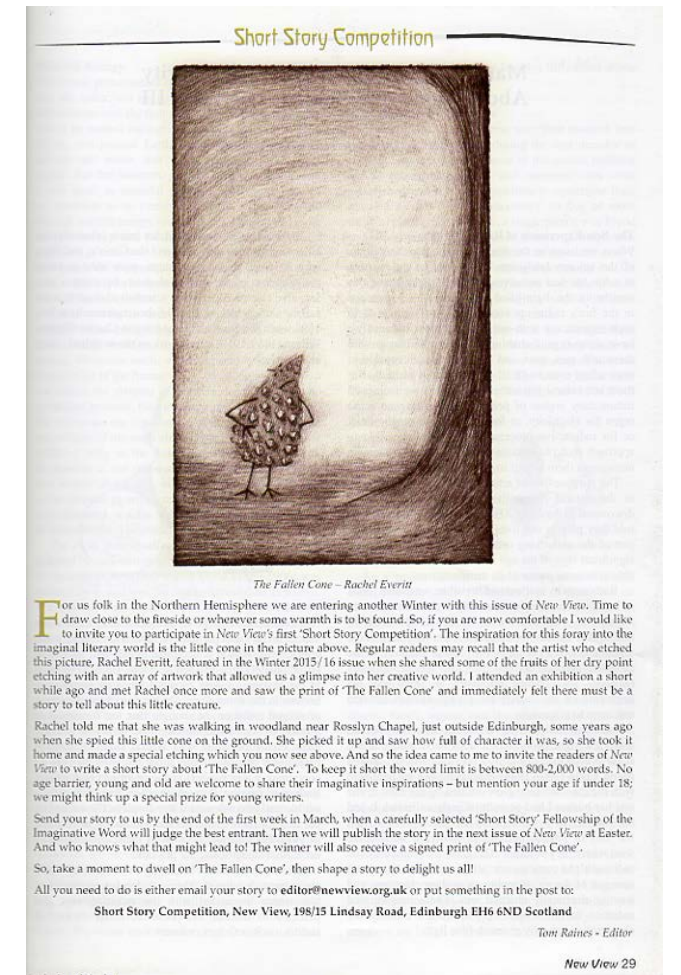 Short Story Competition
The Fallen Cone – Rachel Everitt
For us folk in the Northern Hemisphere we are entering another Winter with this issue of New View. Time to
draw close to the fireside or wherever some warmth is to be found. So, if you are now comfortable I would like
to invite you to participate in New View's first 'Short Story Competition'. The inspiration for this foray into the
imaginal literary world is the little cone in the picture above. Regular readers may recall that the artist who etched
this picture, Rachel Everitt, featured in the Winter 2015/16 issue when she shared some of the fruits of her dry point
etching with an array of artwork that allowed us a glimpse into her creative world. I attended an exhibition a short
while ago and met Rachel once more and saw the print of 'The Fallen Cone' and immediately felt there must be a
story to tell about this little creature.
Rachel told me that she was walking in woodland near Rosslyn Chapel, just outside Edinburgh, some years ago
when she spied this little cone on the ground. She picked it up and saw how full of character it was, so she took it
home and made a special etching which you now see above. And so the idea came to me to invite the readers of New
View to write a short story about 'The Fallen Cone'. To keep it short the word limit is between 800-2,000 words. No
age barrier, young and old are welcome to share their imaginative inspirations – but mention your age if under 18;
we might think up a special prize for young writers.
Send your story to us by the end of the first week in March, when a carefully selected 'Short Story' Fellowship of the
Imaginative Word will judge the best entrant. Then we will publish the story in the next issue of New View at Easter.
And who knows what that might lead to! The winner will also receive a signed print of 'The Fallen Cone'.
So, take a moment to dwell on 'The Fallen Cone', then shape a story to delight us all!
All you need to do is either email your story to editor@newview.org.uk or put something in the post to:
Short Story Competition, New View, 198/15 Lindsay Road, Edinburgh EH6 6ND Scotland
Tom Raines - Editor
New View 29